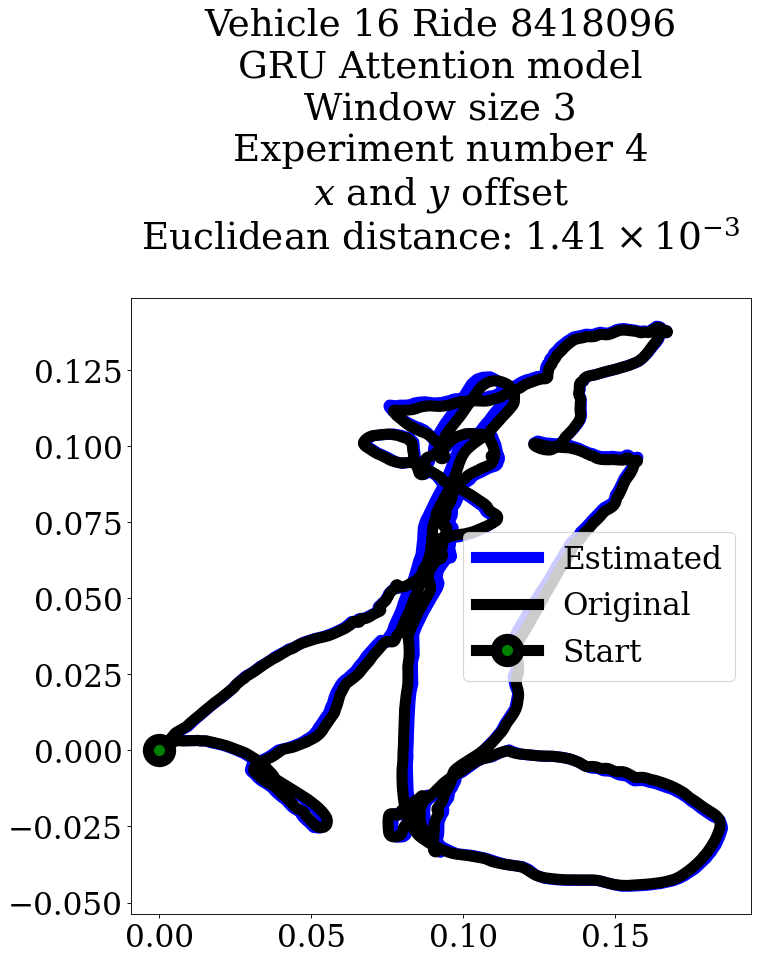 Vehicle 16 Ride 8418096
GRU Attention model
Window size 3
Experiment number 4
x and y offset
Euclidean distance: 1.41 × 10⁻³
0.125
0.100
0.075
0.050
0.025
0.000
−0.025
−0.050
Estimated
Original
Start
0.00 0.05 0.10 0.15